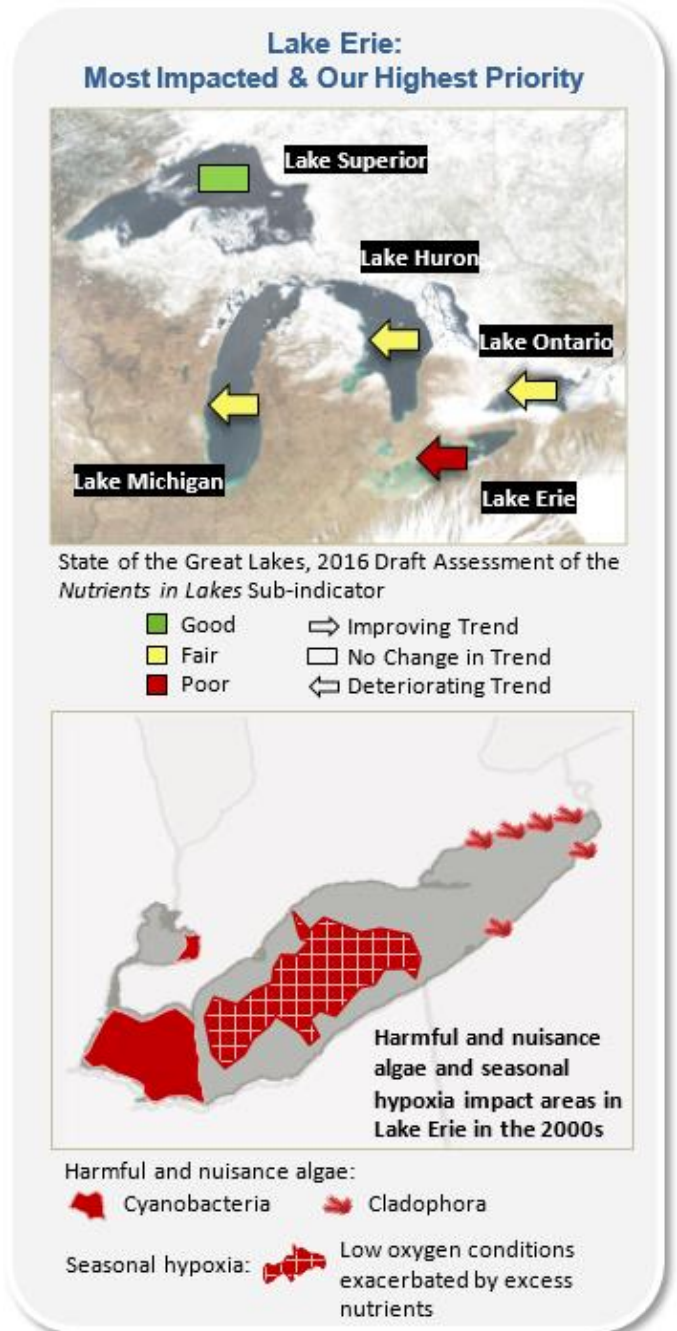 Lake Erie:
Most Impacted & Our Highest Priority
Lake Superior
Lake Huron
Lake Ontario
Lake Michigan
Lake Erie
State of the Great Lakes, 2016 Draft Assessment of the
Nutrients in Lakes Sub-indicator
Good
Improving Trend
Fair
No Change in Trend
Poor
Deteriorating Trend
Harmful and nuisance
algae and seasonal
hypoxia impact areas in
Lake Erie in the 2000s
Harmful and nuisance algae:
Cyanobacteria
Cladophora
Seasonal hypoxia:
Low oxygen conditions
exacerbated by excess
nutrients